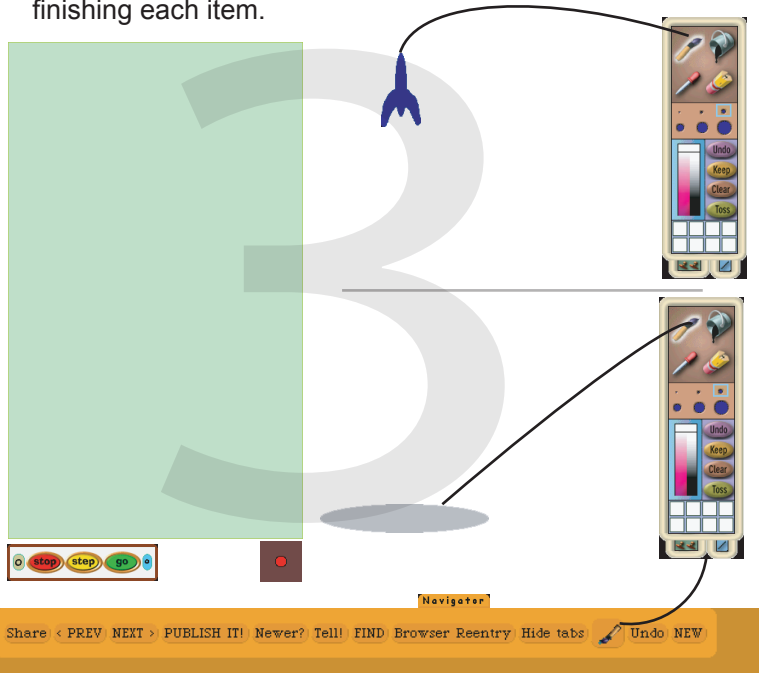 finishing each item.
3
Undo
Keep
Clear
Toss
Undo
Keep
Clear
Toss
stop step go
Navigator
Share < PREV NEXT > PUBLISH IT! Newer? Tell! FIND Browser Reentry Hide tabs Undo NEW